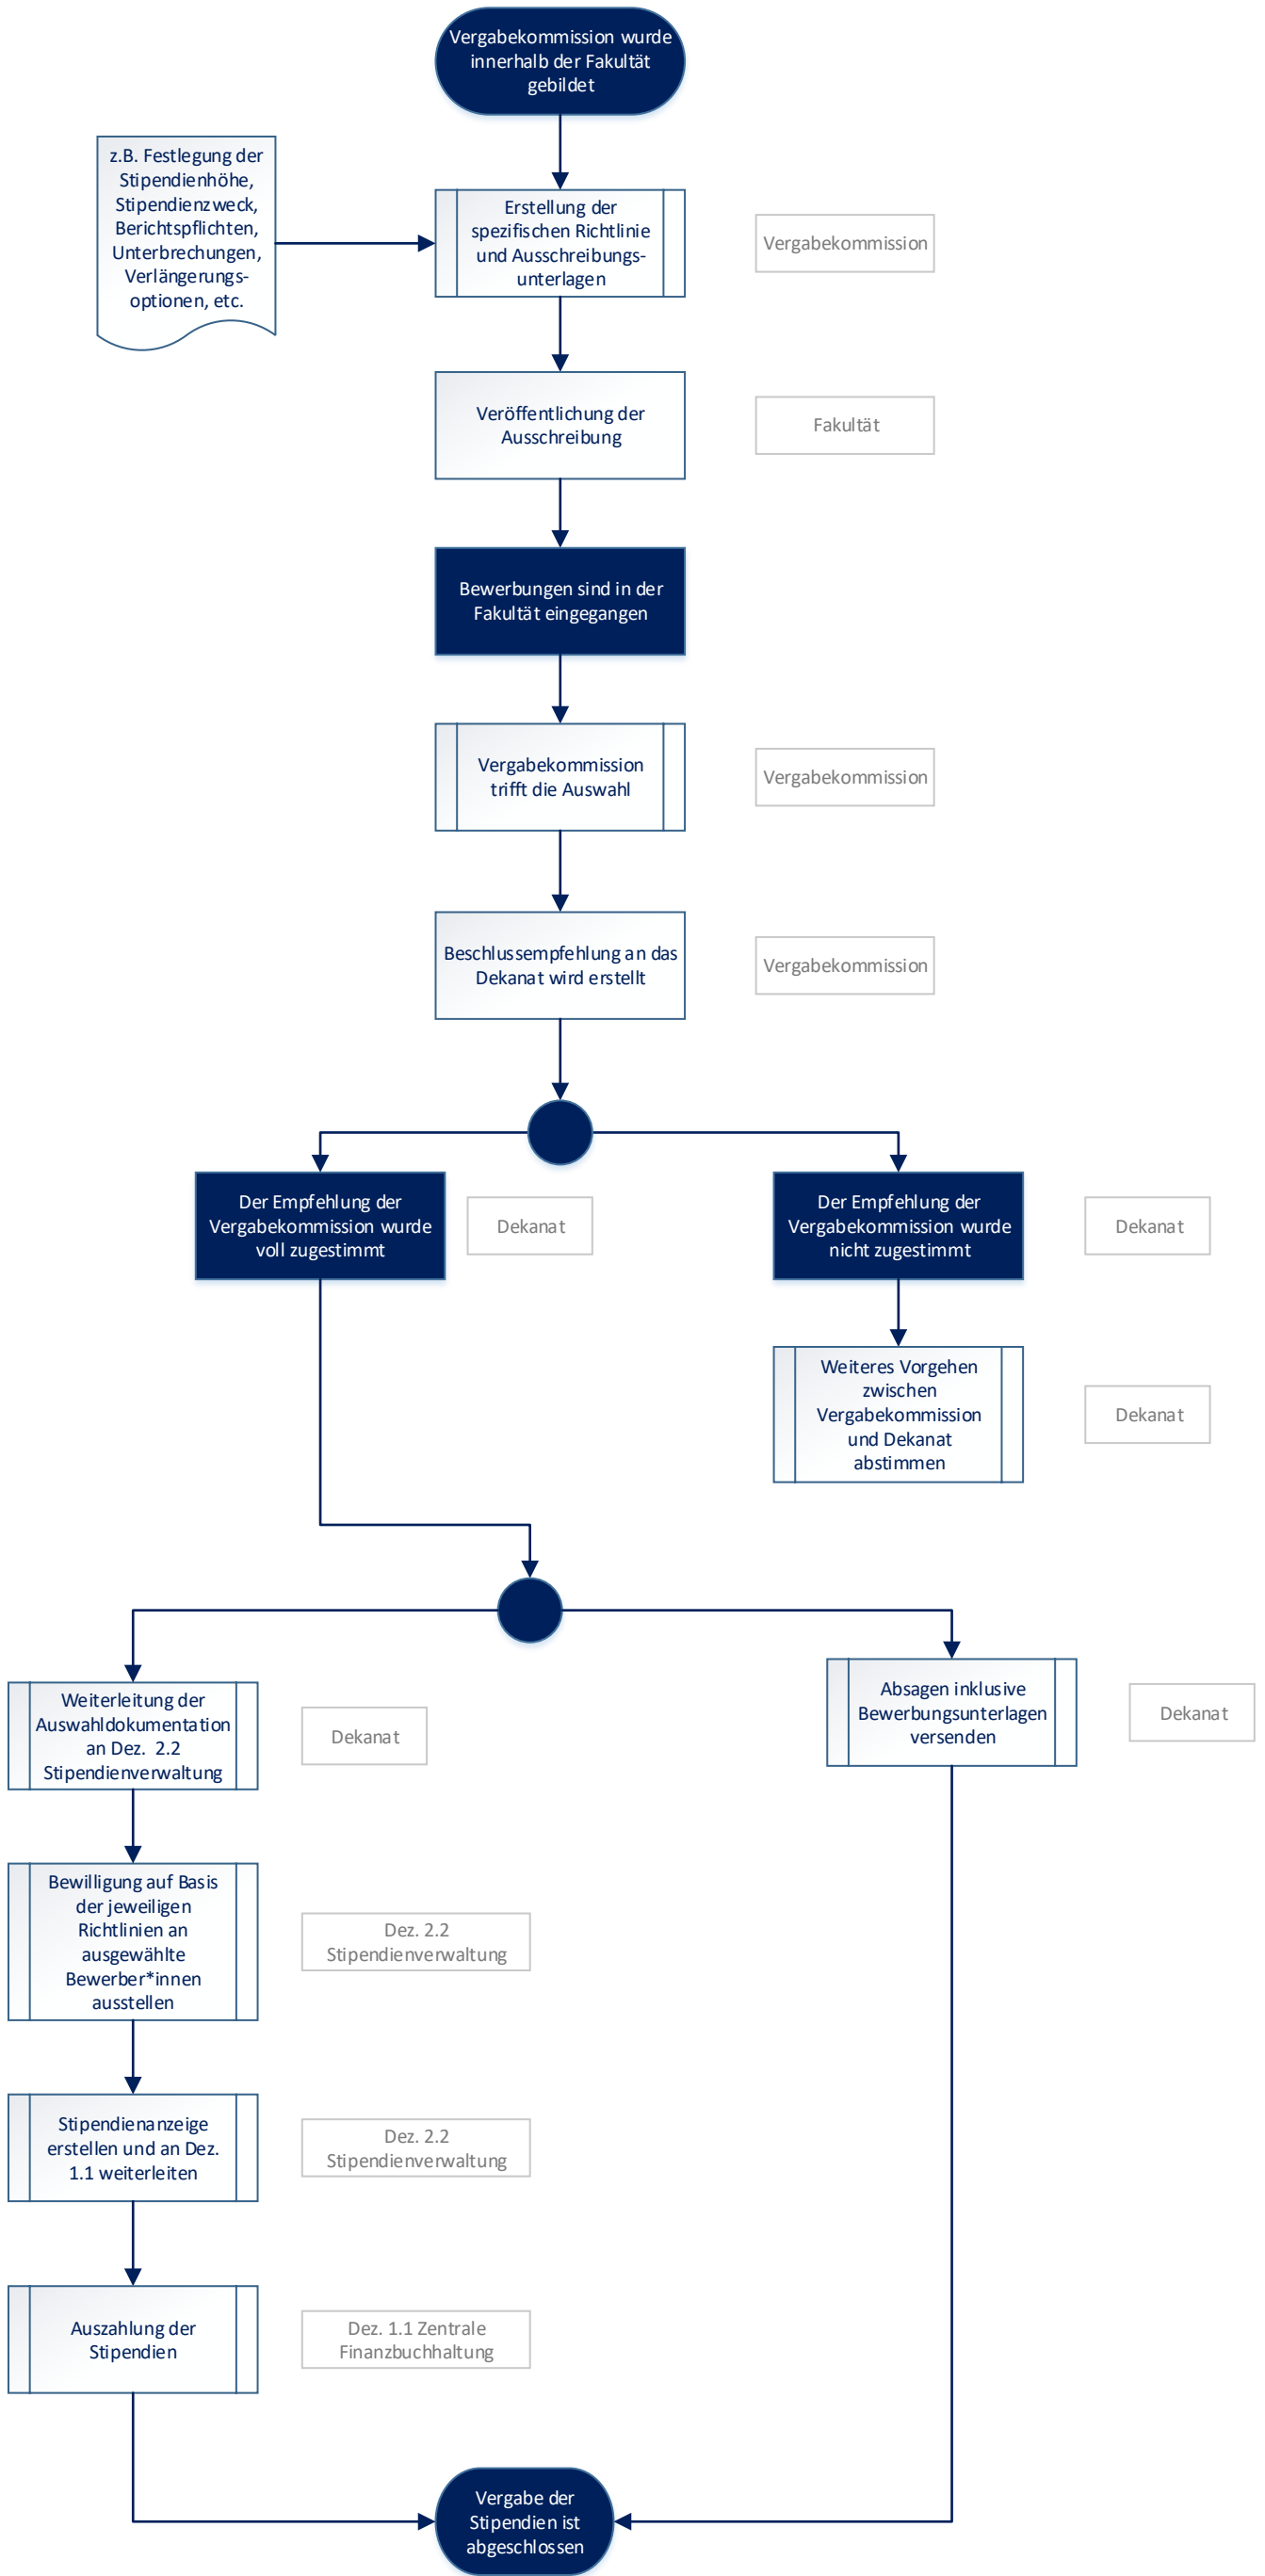 Vergabekommission wurde
innerhalb der Fakultät
gebildet
z.B. Festlegung der
Stipendienhöhe,
Stipendienzweck,
Berichtspflichten,
Unterbrechungen,
Verlängerungs-
optionen, etc.
Erstellung der
spezifischen Richtlinie
und Ausschreibungs-
unterlagen
Vergabekommission
Veröffentlichung der
Ausschreibung
Fakultät
Bewerbungen sind in der
Fakultät eingegangen
Vergabekommission
trifft die Auswahl
Vergabekommission
Beschlussempfehlung an das
Dekanat wird erstellt
Vergabekommission
Der Empfehlung der
Vergabekommission wurde
voll zugestimmt
Dekanat
Der Empfehlung der
Vergabekommission wurde
nicht zugestimmt
Dekanat
Weiteres Vorgehen
zwischen
Vergabekommission
und Dekanat
abstimmen
Dekanat
Weiterleitung der
Auswahldokumentation
an Dez. 2.2
Stipendienverwaltung
Dekanat
Absagen inklusive
Bewerbungsunterlagen
versenden
Dekanat
Bewilligung auf Basis
der jeweiligen
Richtlinien an
ausgewählte
Bewerber*innen
ausstellen
Dez. 2.2
Stipendienverwaltung
Stipendienanzeige
erstellen und an Dez.
1.1 weiterleiten
Dez. 2.2
Stipendienverwaltung
Auszahlung der
Stipendien
Dez. 1.1 Zentrale
Finanzbuchhaltung
Vergabe der
Stipendien ist
abgeschlossen